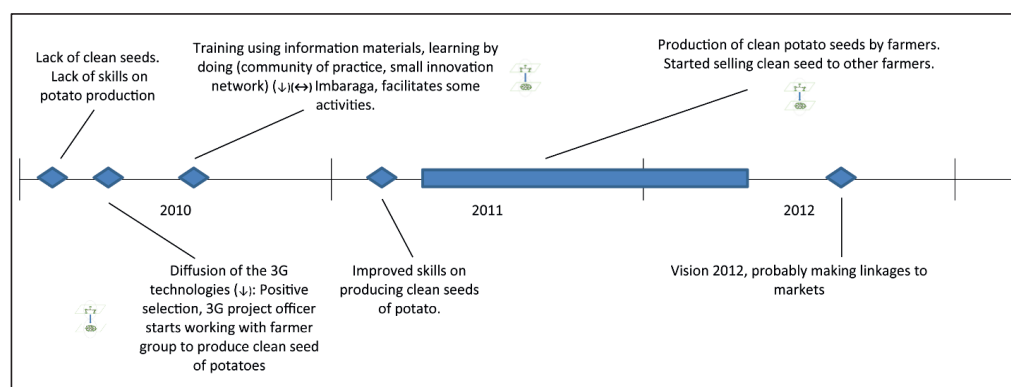 Lack of clean seeds.
Lack of skills on
potato production
Training using information materials, learning by
doing (community of practice, small innovation
network) (↓)(↔) Imbaraga, facilitates some
activities.
Production of clean potato seeds by farmers.
Started selling clean seed to other farmers.
2010
2011
2012
Diffusion of the 3G
technologies (↓): Positive
selection, 3G project officer
starts working with farmer
group to produce clean seed
of potatoes
Improved skills on
producing clean seeds
of potato.
Vision 2012, probably making linkages to
markets